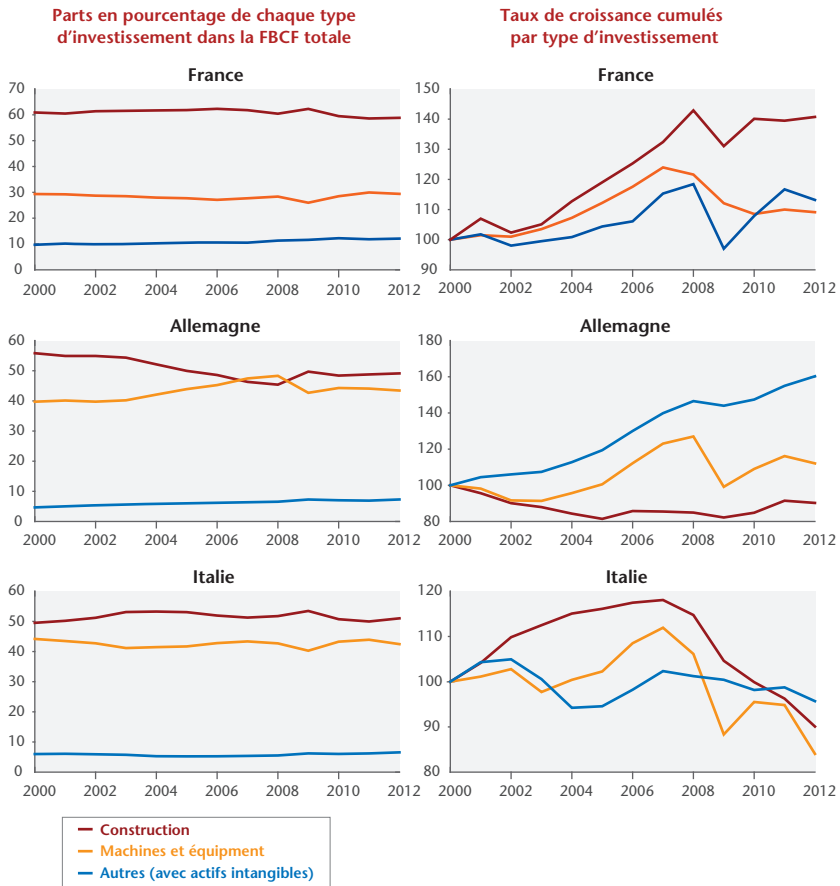 Parts en pourcentage de chaque type
d'investissement dans la FBCF totale
Taux de croissance cumulés
par type d'investissement
France
70
60
50
40
30
20
10
0
2000 2002 2004 2006 2008 2010 2012
France
150
140
130
120
110
100
90
2000 2002 2004 2006 2008 2010 2012
Allemagne
60
50
40
30
20
10
0
2000 2002 2004 2006 2008 2010 2012
Allemagne
180
160
140
120
100
80
2000 2002 2004 2006 2008 2010 2012
Italie
60
50
40
30
20
10
0
2000 2002 2004 2006 2008 2010 2012
Italie
120
110
100
90
80
2000 2002 2004 2006 2008 2010 2012
Construction
Machines et équipment
Autres (avec actifs intangibles)